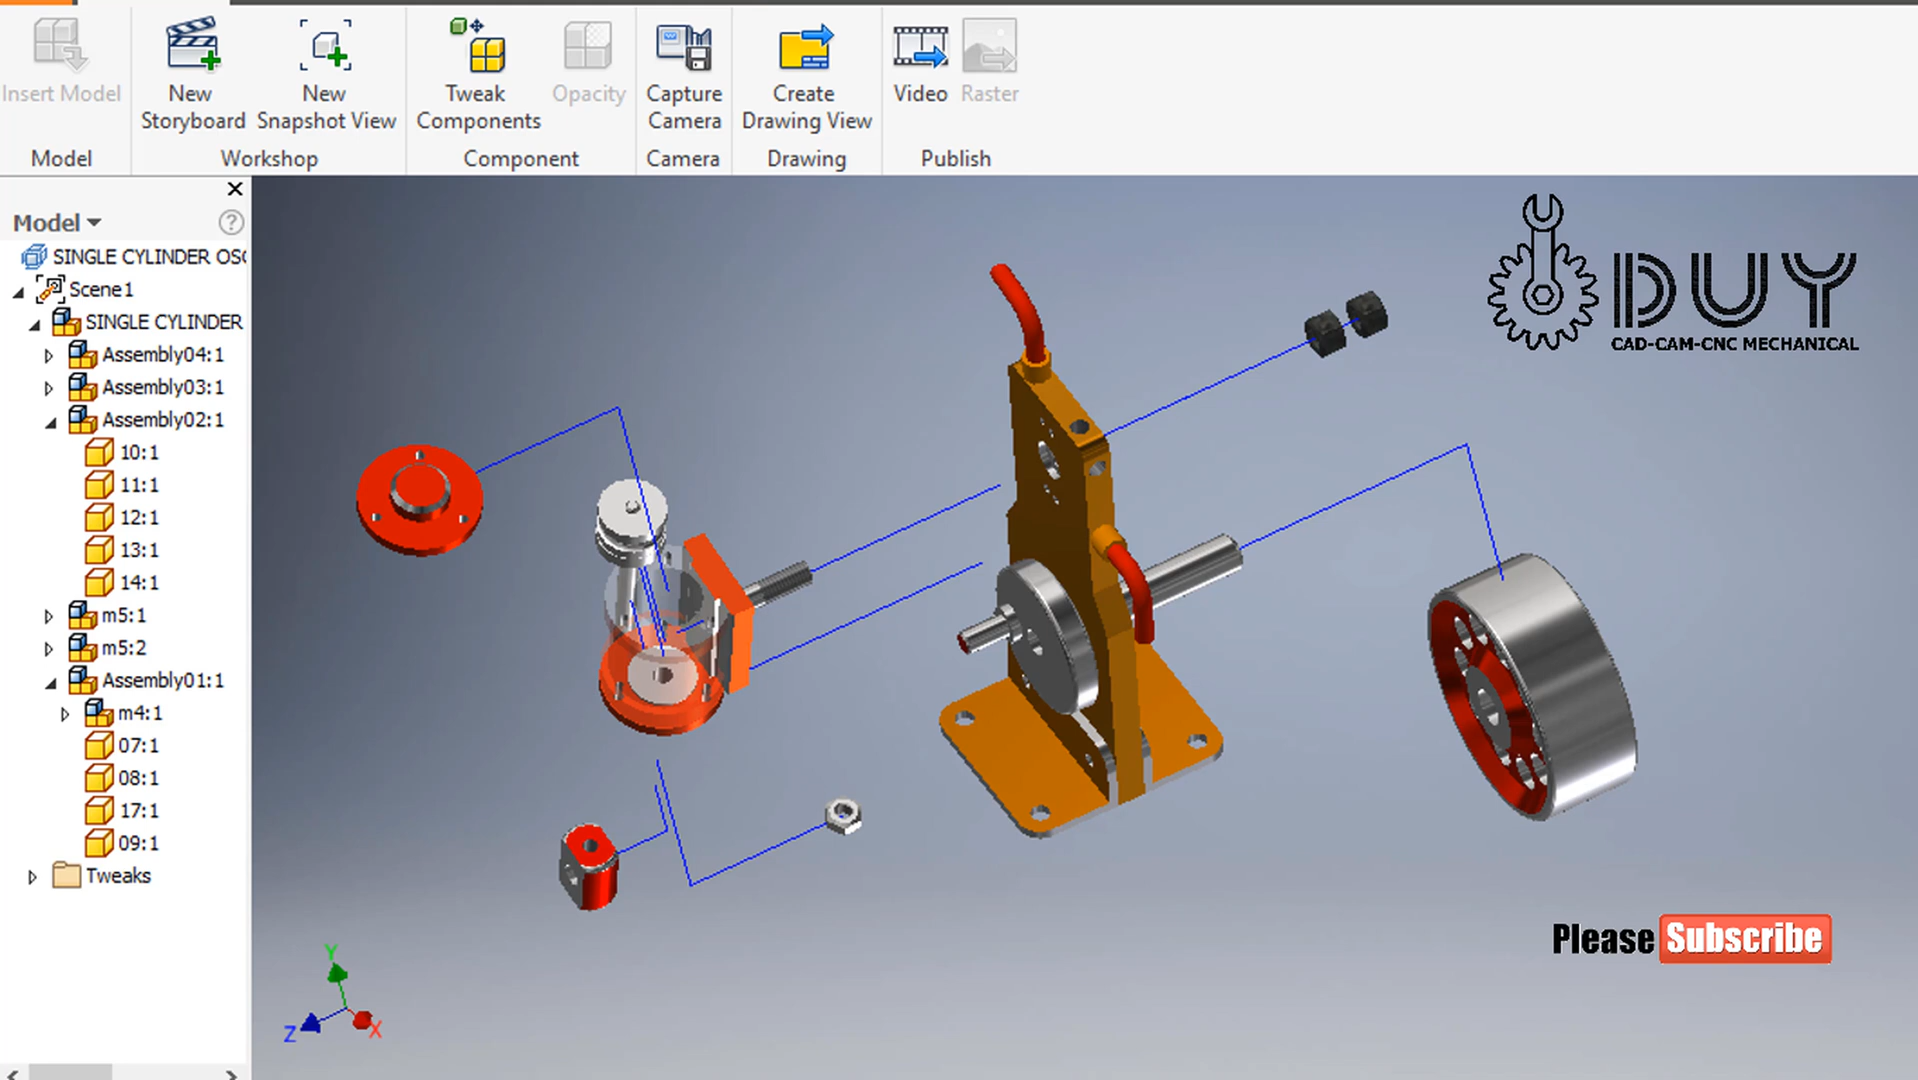 Insert Model
New
Storyboard
New
Snapshot View
Tweak
Components
Opacity
Capture
Camera
Create
Drawing View
Video
Raster
Model
Workshop
Component
Camera
Drawing
Publish
Model
?
SINGLE CYLINDER OSC
Scene1
SINGLE CYLINDER
Assembly04:1
Assembly03:1
Assembly02:1
10:1
11:1
12:1
13:1
14:1
m5:1
m5:2
Assembly01:1
m4:1
07:1
08:1
17:1
09:1
Tweaks
DUY
CAD-CAM-CNC MECHANICAL
Please Subscribe
Y
Z
X